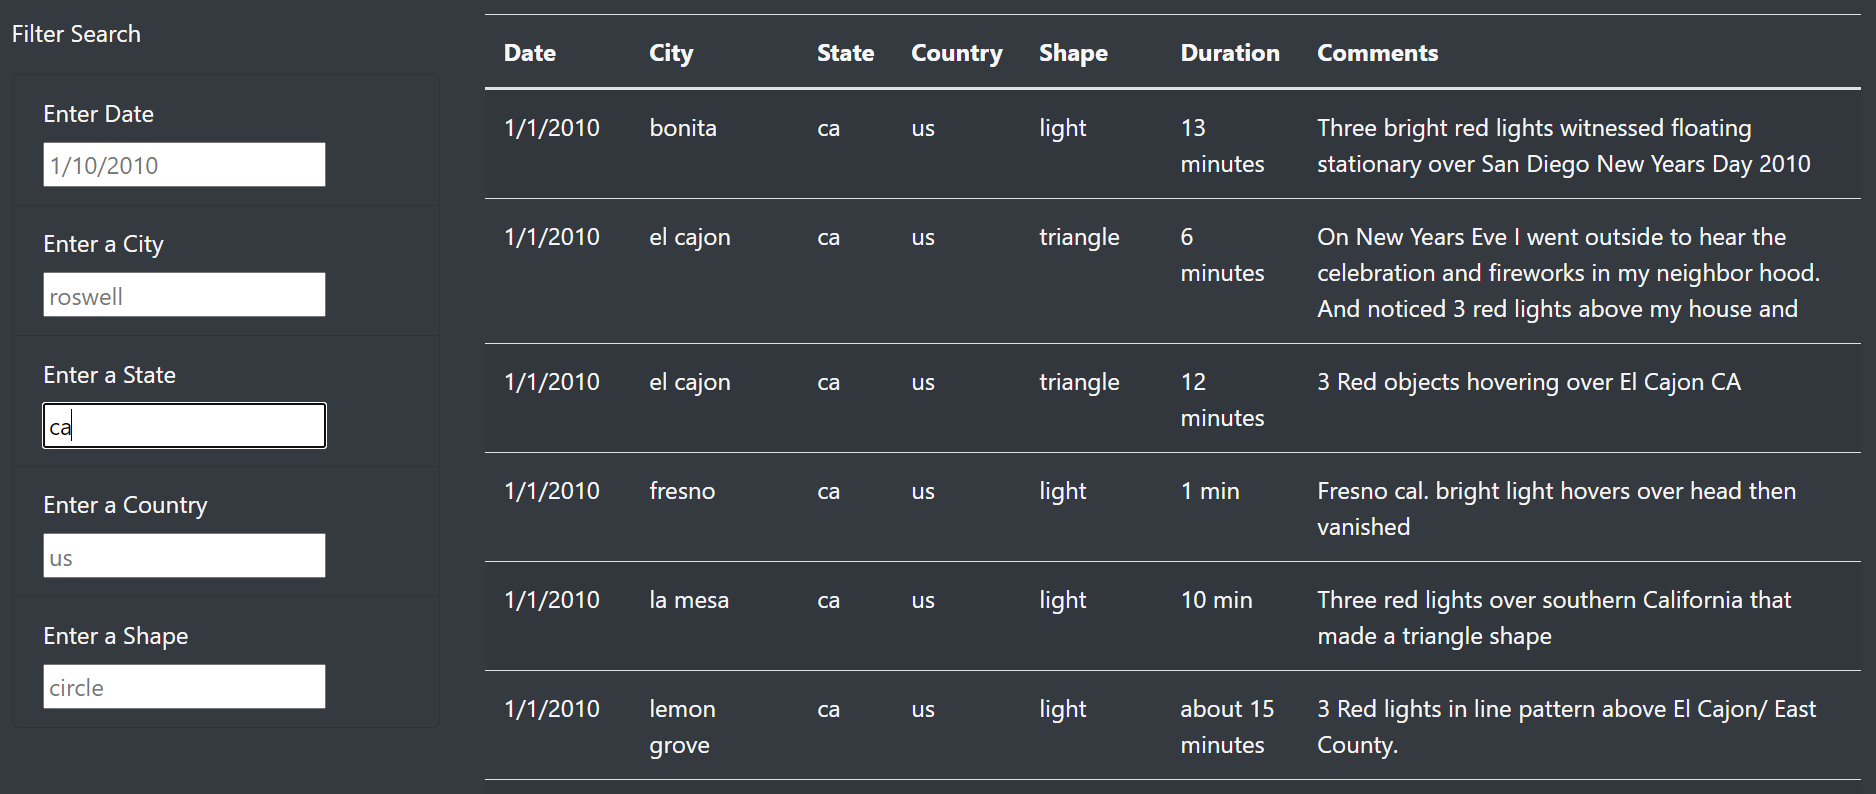 Filter Search
Enter Date
1/10/2010
Enter a City
roswell
Enter a State
ca
Enter a Country
us
Enter a Shape
circle
Date City State Country Shape Duration Comments
1/1/2010 bonita ca us light 13 Three bright red lights witnessed floating
minutes stationary over San Diego New Years Day 2010
1/1/2010 el cajon ca us triangle 6 On New Years Eve I went outside to hear the
minutes celebration and fireworks in my neighbor hood.
And noticed 3 red lights above my house and
1/1/2010 el cajon ca us triangle 12 3 Red objects hovering over El Cajon CA
minutes
1/1/2010 fresno ca us light 1 min Fresno cal. bright light hovers over head then
vanished
1/1/2010 la mesa ca us light 10 min Three red lights over southern California that
made a triangle shape
1/1/2010 lemon ca us light about 15 3 Red lights in line pattern above El Cajon/ East
grove minutes County.